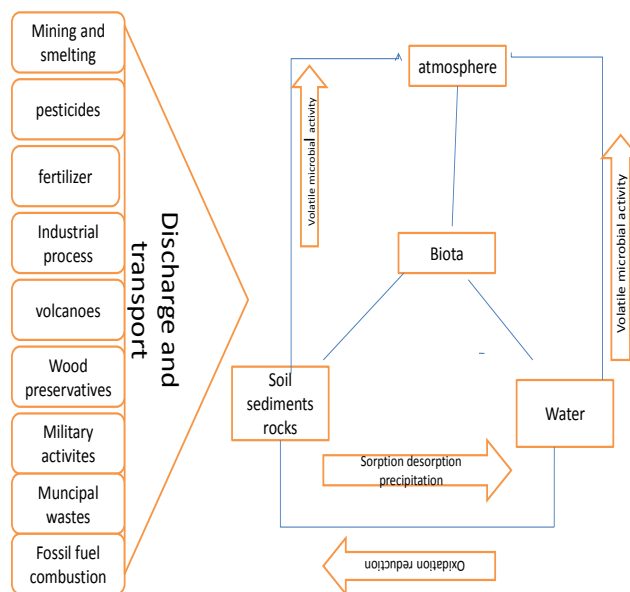 Mining and
smelting
pesticides
fertilizer
Industrial
process
volcanoes
Wood
preservatives
Military
activites
Muncipal
wastes
Fossil fuel
combustion
Discharge and
transport
atmosphere
Volatile microbial activity
Volatile microbial activity
Biota
Soil
sediments
rocks
Water
Sorption desorption
precipitation
Oxidation reduction